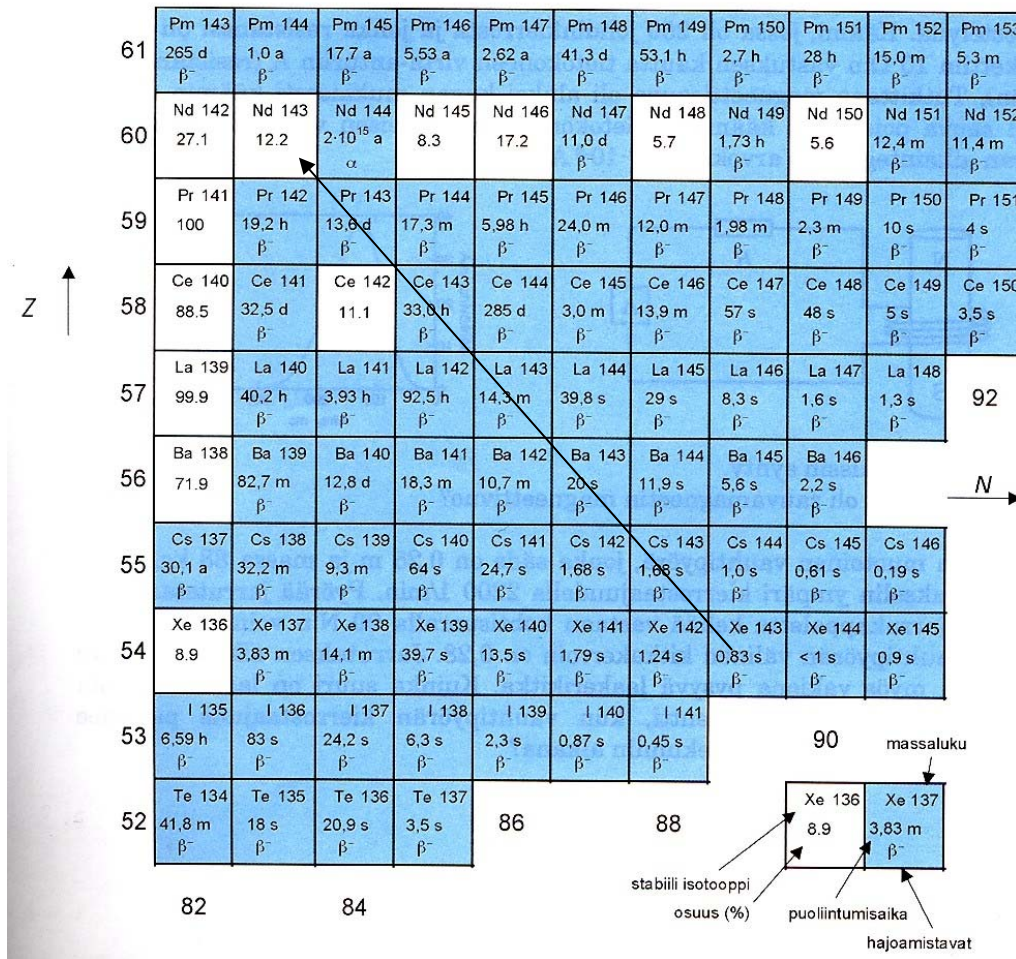 Pm 143 Pm 144 Pm 145 Pm 146 Pm 147 Pm 148 Pm 149 Pm 150 Pm 151 Pm 152 Pm 153
61 265 d 1,0 a 17,7 a 5,53 a 2,62 a 41,3 d 53,1 h 2,7 h 28 h 15,0 m 5,3 m
β⁻ β⁻ β⁻ β⁻ β⁻ β⁻ β⁻ β⁻ β⁻ β⁻ β⁻
Nd 142 Nd 143 Nd 144 Nd 145 Nd 146 Nd 147 Nd 148 Nd 149 Nd 150 Nd 151 Nd 152
60 27.1 12.2 2·10¹⁵ a 8.3 17.2 11,0 d 5.7 1,73 h 5.6 12,4 m 11,4 m
α β⁻ β⁻ β⁻ β⁻
Pr 141 Pr 142 Pr 143 Pr 144 Pr 145 Pr 146 Pr 147 Pr 148 Pr 149 Pr 150 Pr 151
59 100 19,2 h 13,6 d 17,3 m 5,98 h 24,0 m 12,0 m 1,98 m 2,3 m 10 s 4 s
β⁻ β⁻ β⁻ β⁻ β⁻ β⁻ β⁻ β⁻ β⁻ β⁻
Ce 140 Ce 141 Ce 142 Ce 143 Ce 144 Ce 145 Ce 146 Ce 147 Ce 148 Ce 149 Ce 150
Z 58 88.5 32,5 d 11.1 33,0 h 285 d 3,0 m 13,9 m 57 s 48 s 5 s 3,5 s
β⁻ β⁻ β⁻ β⁻ β⁻ β⁻ β⁻ β⁻ β⁻
La 139 La 140 La 141 La 142 La 143 La 144 La 145 La 146 La 147 La 148
57 99.9 40,2 h 3,93 h 92,5 h 14,3 m 39,8 s 29 s 8,3 s 1,6 s 1,3 s 92
β⁻ β⁻ β⁻ β⁻ β⁻ β⁻ β⁻ β⁻ β⁻
Ba 138 Ba 139 Ba 140 Ba 141 Ba 142 Ba 143 Ba 144 Ba 145 Ba 146
56 71.9 82,7 m 12,8 d 18,3 m 10,7 m 20 s 11,9 s 5,6 s 2,2 s N
β⁻ β⁻ β⁻ β⁻ β⁻ β⁻ β⁻ β⁻
Cs 137 Cs 138 Cs 139 Cs 140 Cs 141 Cs 142 Cs 143 Cs 144 Cs 145 Cs 146
55 30,1 a 32,2 m 9,3 m 64 s 24,7 s 1,68 s 1,68 s 1,0 s 0,61 s 0,19 s
β⁻ β⁻ β⁻ β⁻ β⁻ β⁻ β⁻ β⁻ β⁻ β⁻
Xe 136 Xe 137 Xe 138 Xe 139 Xe 140 Xe 141 Xe 142 Xe 143 Xe 144 Xe 145
54 8.9 3,83 m 14,1 m 39,7 s 13,5 s 1,79 s 1,24 s 0,83 s ~ 1 s 0,9 s
β⁻ β⁻ β⁻ β⁻ β⁻ β⁻ β⁻ β⁻ β⁻
I 135 I 136 I 137 I 138 I 139 I 140 I 141
53 6,59 h 83 s 24,2 s 6,3 s 2,3 s 0,87 s 0,45 s 90 massaluku
β⁻ β⁻ β⁻ β⁻ β⁻ β⁻ β⁻
Te 134 Te 135 Te 136 Te 137 Xe 136 Xe 137
52 41,8 m 18 s 20,9 s 3,5 s 86 88 8.9 3,83 m
β⁻ β⁻ β⁻ β⁻ β⁻
stabiili isotooppi
82 84 osuus (%) puoliintumisaika
hajoamistavat